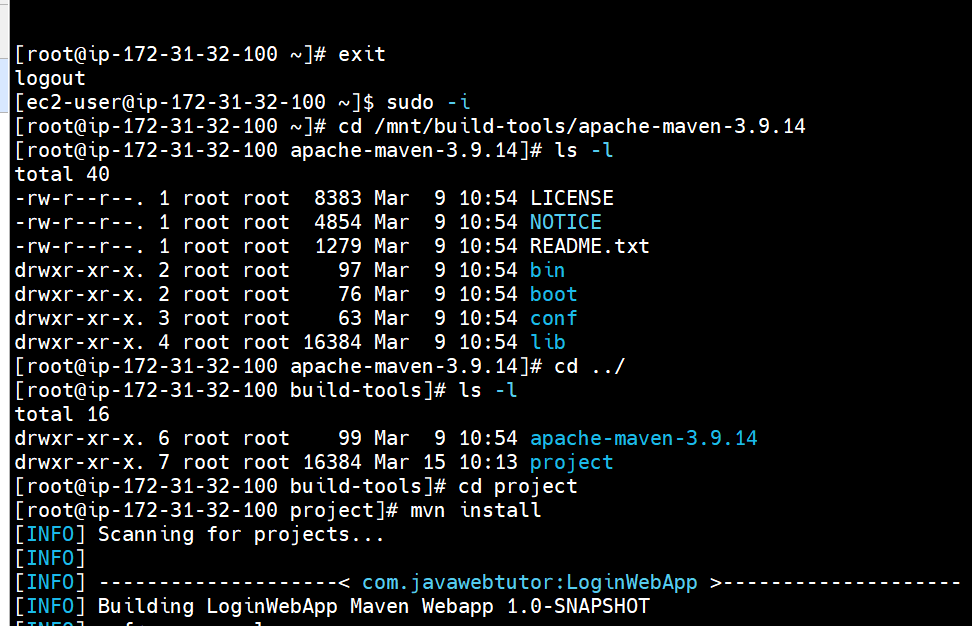 [root@ip-172-31-32-100 ~]# exit
logout
[ec2-user@ip-172-31-32-100 ~]$ sudo -i
[root@ip-172-31-32-100 ~]# cd /mnt/build-tools/apache-maven-3.9.14
[root@ip-172-31-32-100 apache-maven-3.9.14]# ls -l
total 40
-rw-r--r--. 1 root root  8383 Mar  9 10:54 LICENSE
-rw-r--r--. 1 root root  4854 Mar  9 10:54 NOTICE
-rw-r--r--. 1 root root  1279 Mar  9 10:54 README.txt
drwxr-xr-x. 2 root root    97 Mar  9 10:54 bin
drwxr-xr-x. 2 root root    76 Mar  9 10:54 boot
drwxr-xr-x. 3 root root    63 Mar  9 10:54 conf
drwxr-xr-x. 4 root root 16384 Mar  9 10:54 lib
[root@ip-172-31-32-100 apache-maven-3.9.14]# cd ../
[root@ip-172-31-32-100 build-tools]# ls -l
total 16
drwxr-xr-x. 6 root root    99 Mar  9 10:54 apache-maven-3.9.14
drwxr-xr-x. 7 root root 16384 Mar 15 10:13 project
[root@ip-172-31-32-100 build-tools]# cd project
[root@ip-172-31-32-100 project]# mvn install
[INFO] Scanning for projects...
[INFO]
[INFO] --------------------< com.javawebtutor:LoginWebApp >--------------------
[INFO] Building LoginWebApp Maven Webapp 1.0-SNAPSHOT